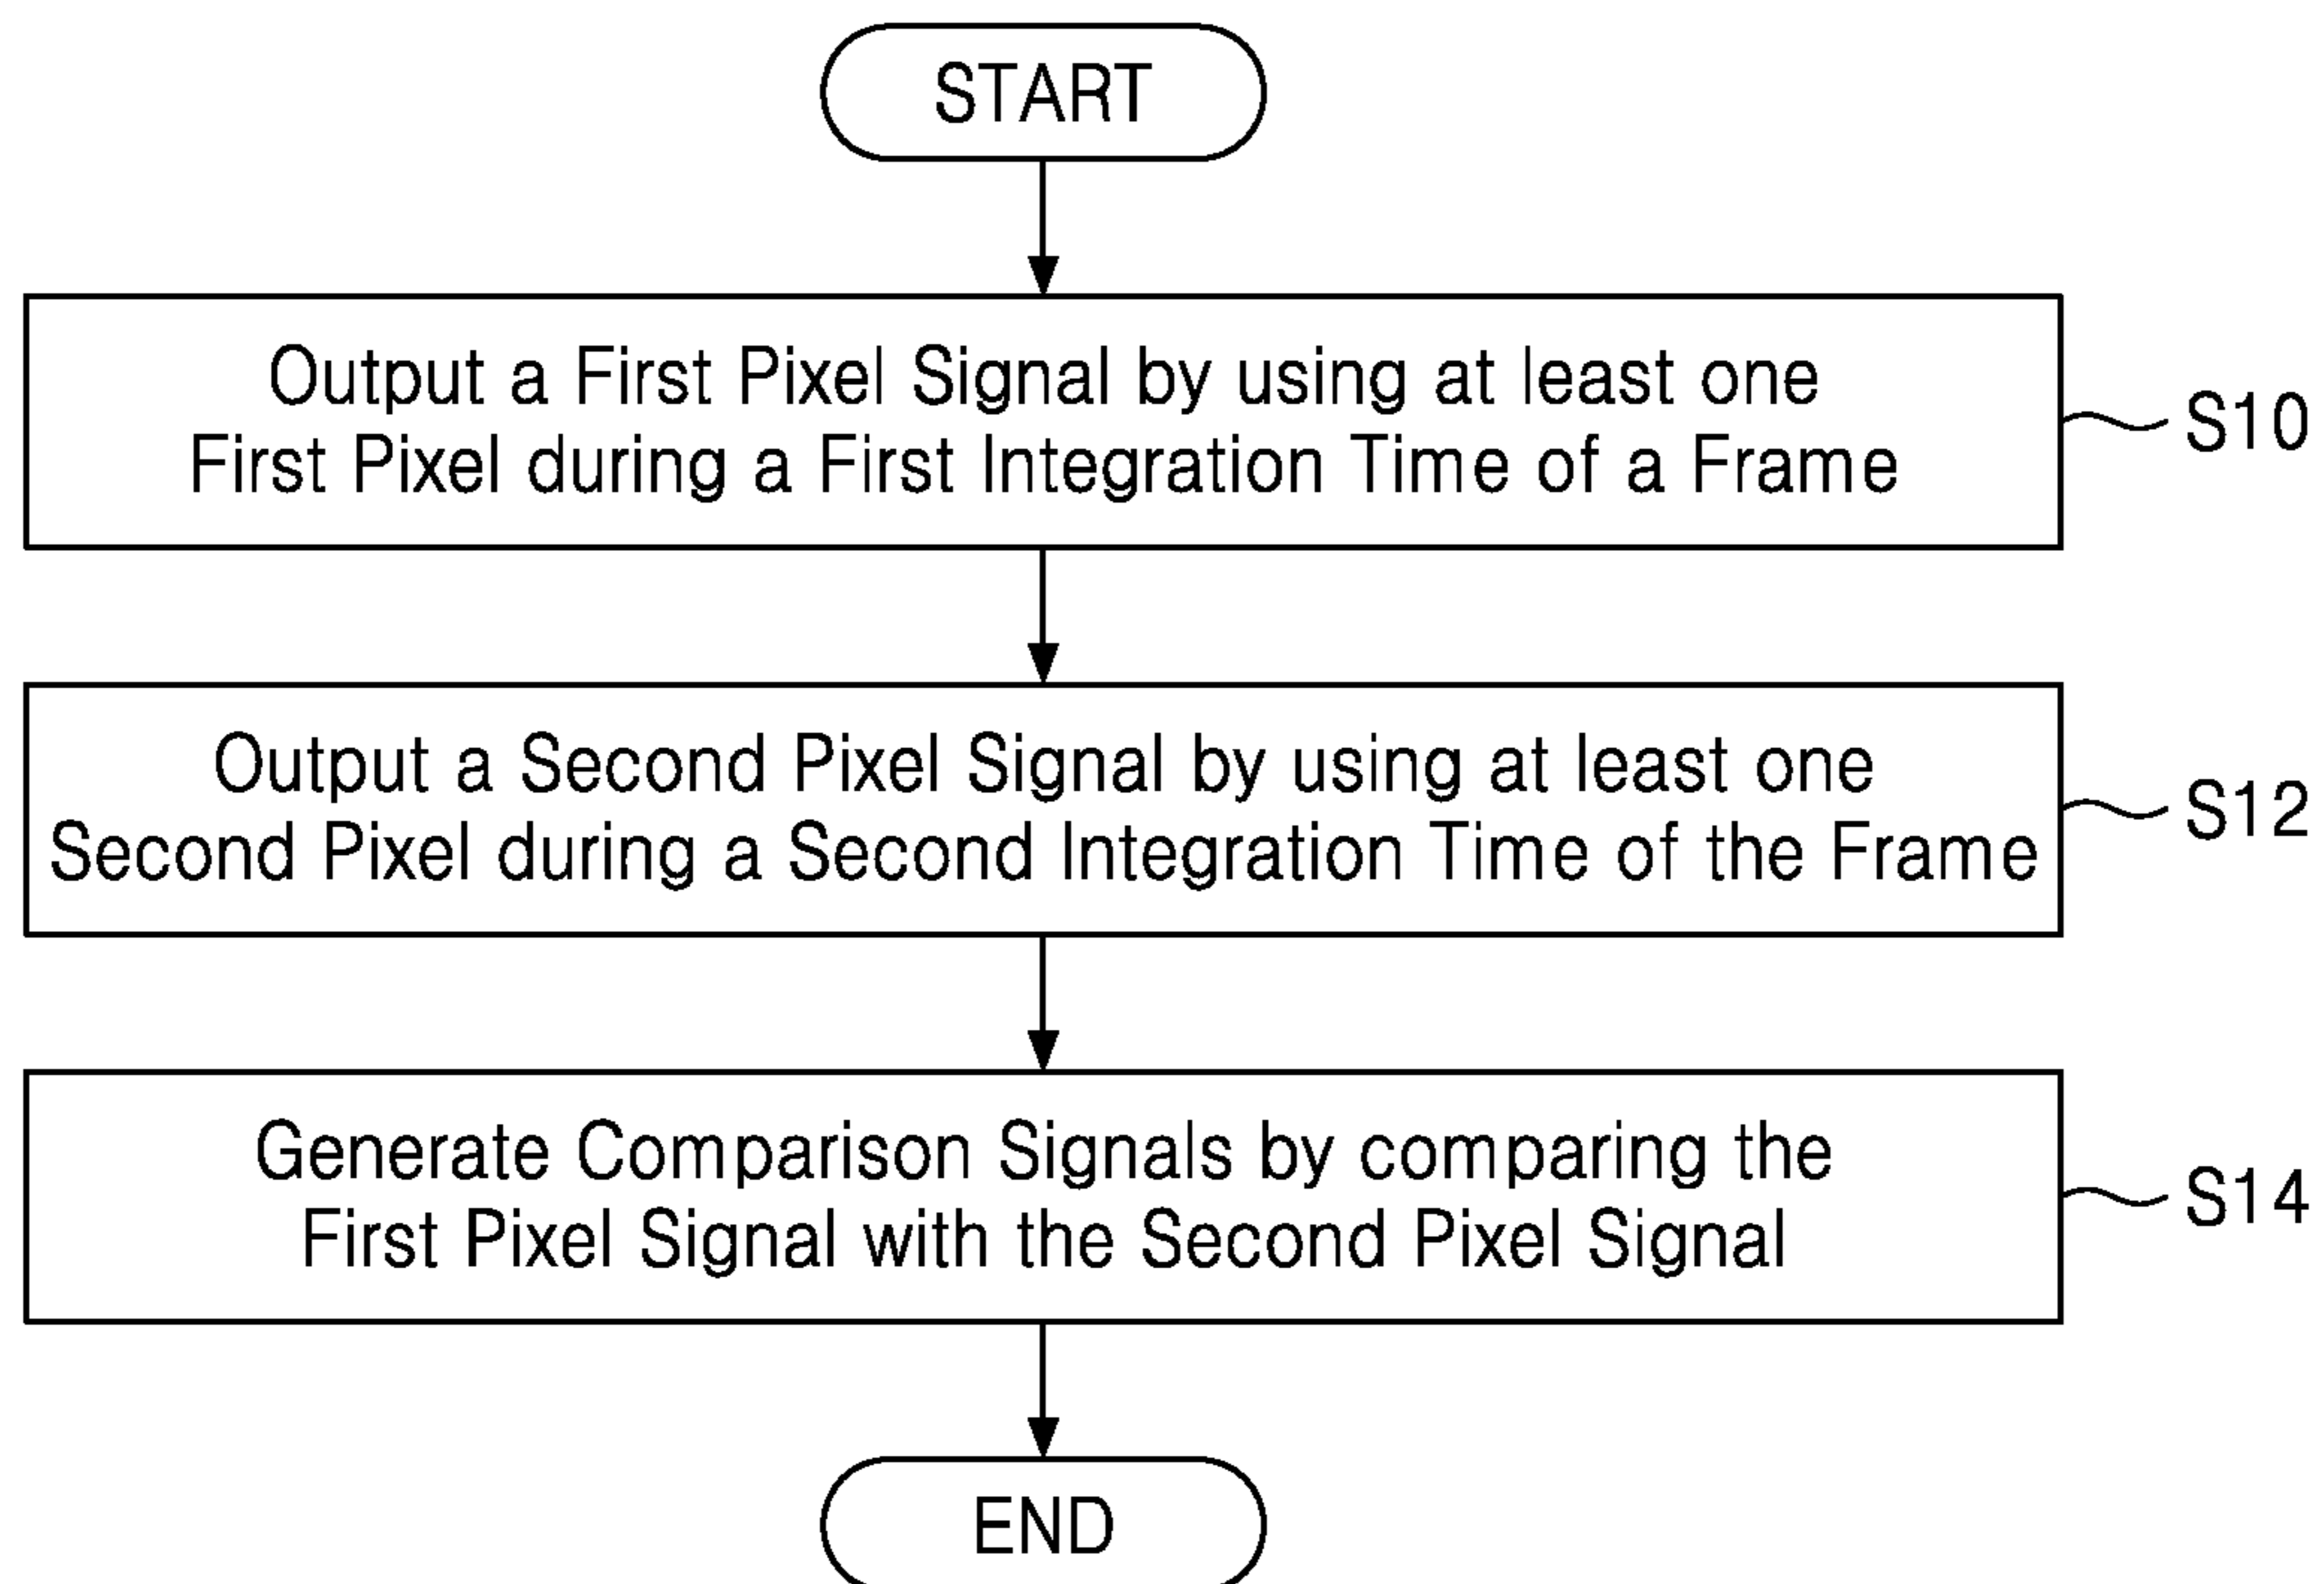 START
Output a First Pixel Signal by using at least one
First Pixel during a First Integration Time of a Frame
S10
Output a Second Pixel Signal by using at least one
Second Pixel during a Second Integration Time of the Frame
S12
Generate Comparison Signals by comparing the
First Pixel Signal with the Second Pixel Signal
S14
END